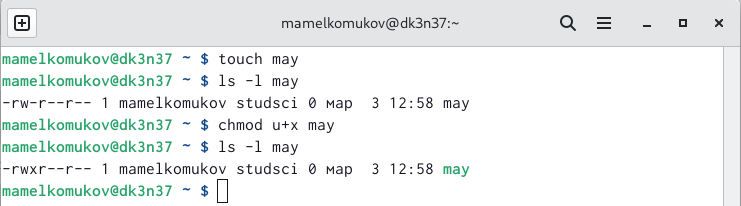 mamelkomukov@dk3n37:~
mamelkomukov@dk3n37 ~ $ touch may
mamelkomukov@dk3n37 ~ $ ls -l may
-rw-r--r-- 1 mamelkomukov studsci 0 мар  3 12:58 may
mamelkomukov@dk3n37 ~ $ chmod u+x may
mamelkomukov@dk3n37 ~ $ ls -l may
-rwxr--r-- 1 mamelkomukov studsci 0 мар  3 12:58 may
mamelkomukov@dk3n37 ~ $